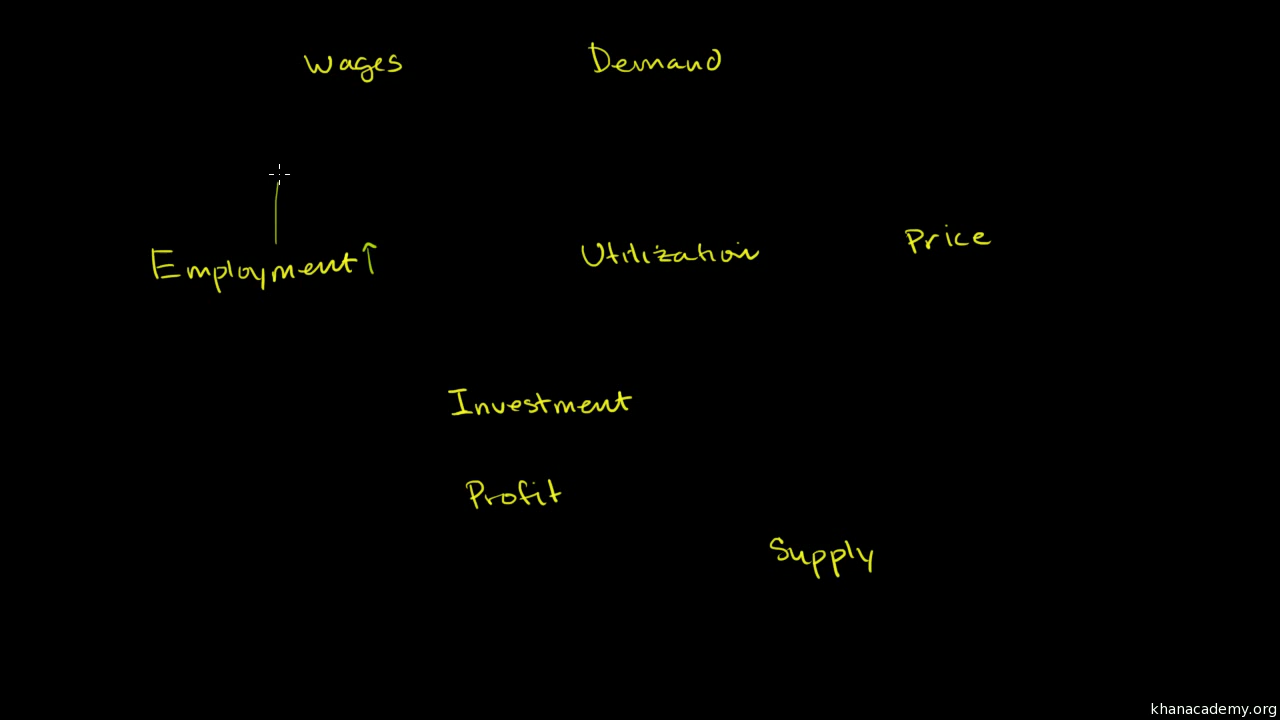 Wages
Demand
Employment↑
Utilization
Price
Investment
Profit
Supply
khanacademy.org